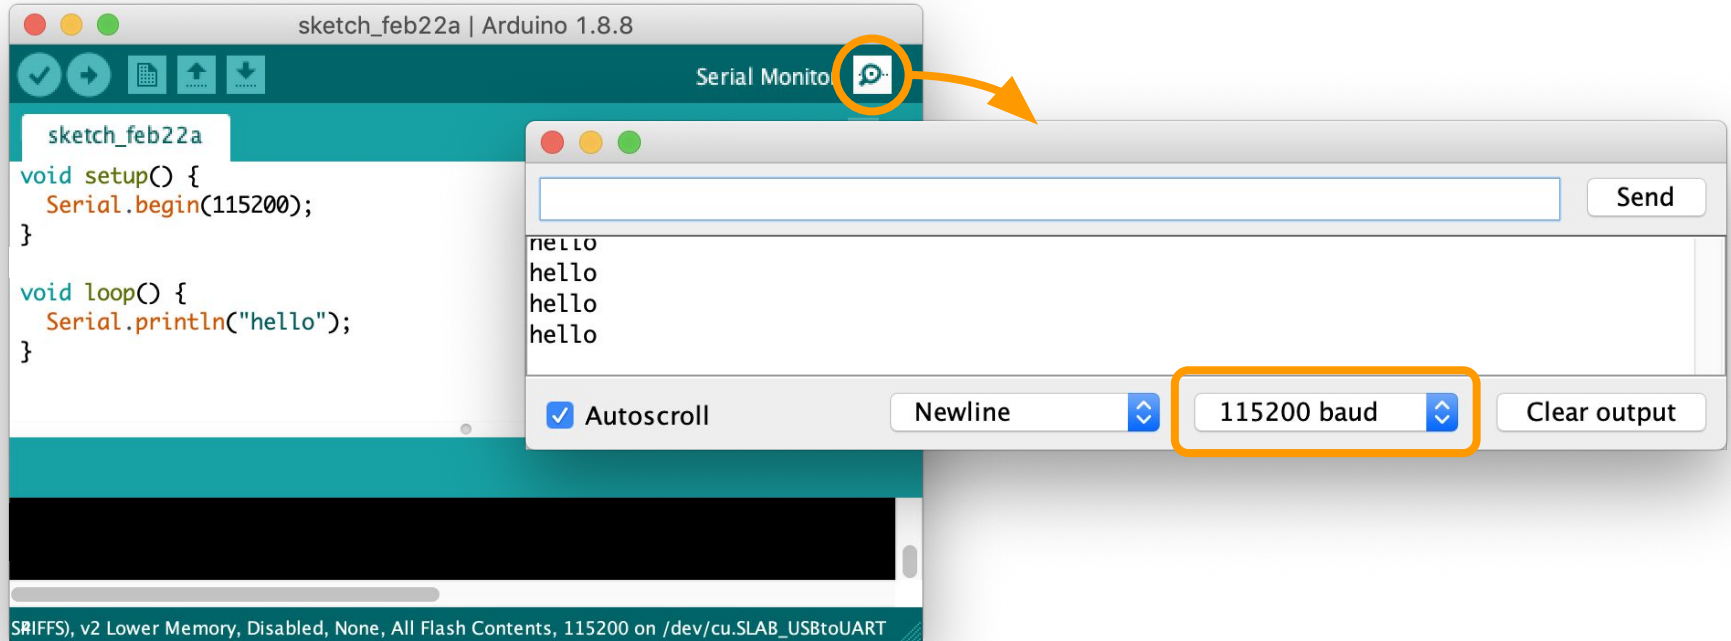 sketch_feb22a | Arduino 1.8.8
Serial Monitor
sketch_feb22a
void setup() {
  Serial.begin(115200);
}
void loop() {
  Serial.println("hello");
}
Send
hello
hello
hello
hello
Autoscroll
Newline
115200 baud
Clear output
v2 Lower Memory, Disabled, None, All Flash Contents, 115200 on /dev/cu.SLAB_USBtoUART